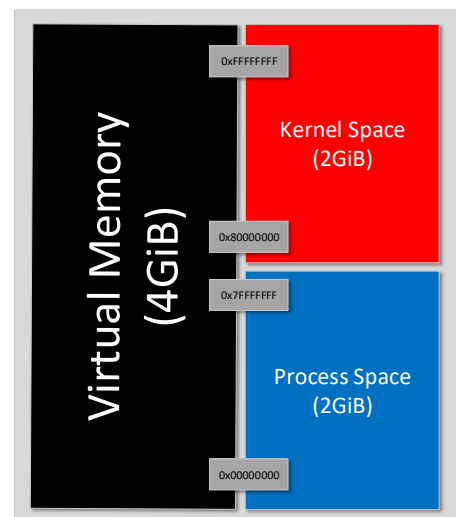 Virtual Memory
(4GiB)
0xFFFFFFFF
Kernel Space
(2GiB)
0x80000000
0x7FFFFFFF
Process Space
(2GiB)
0x00000000